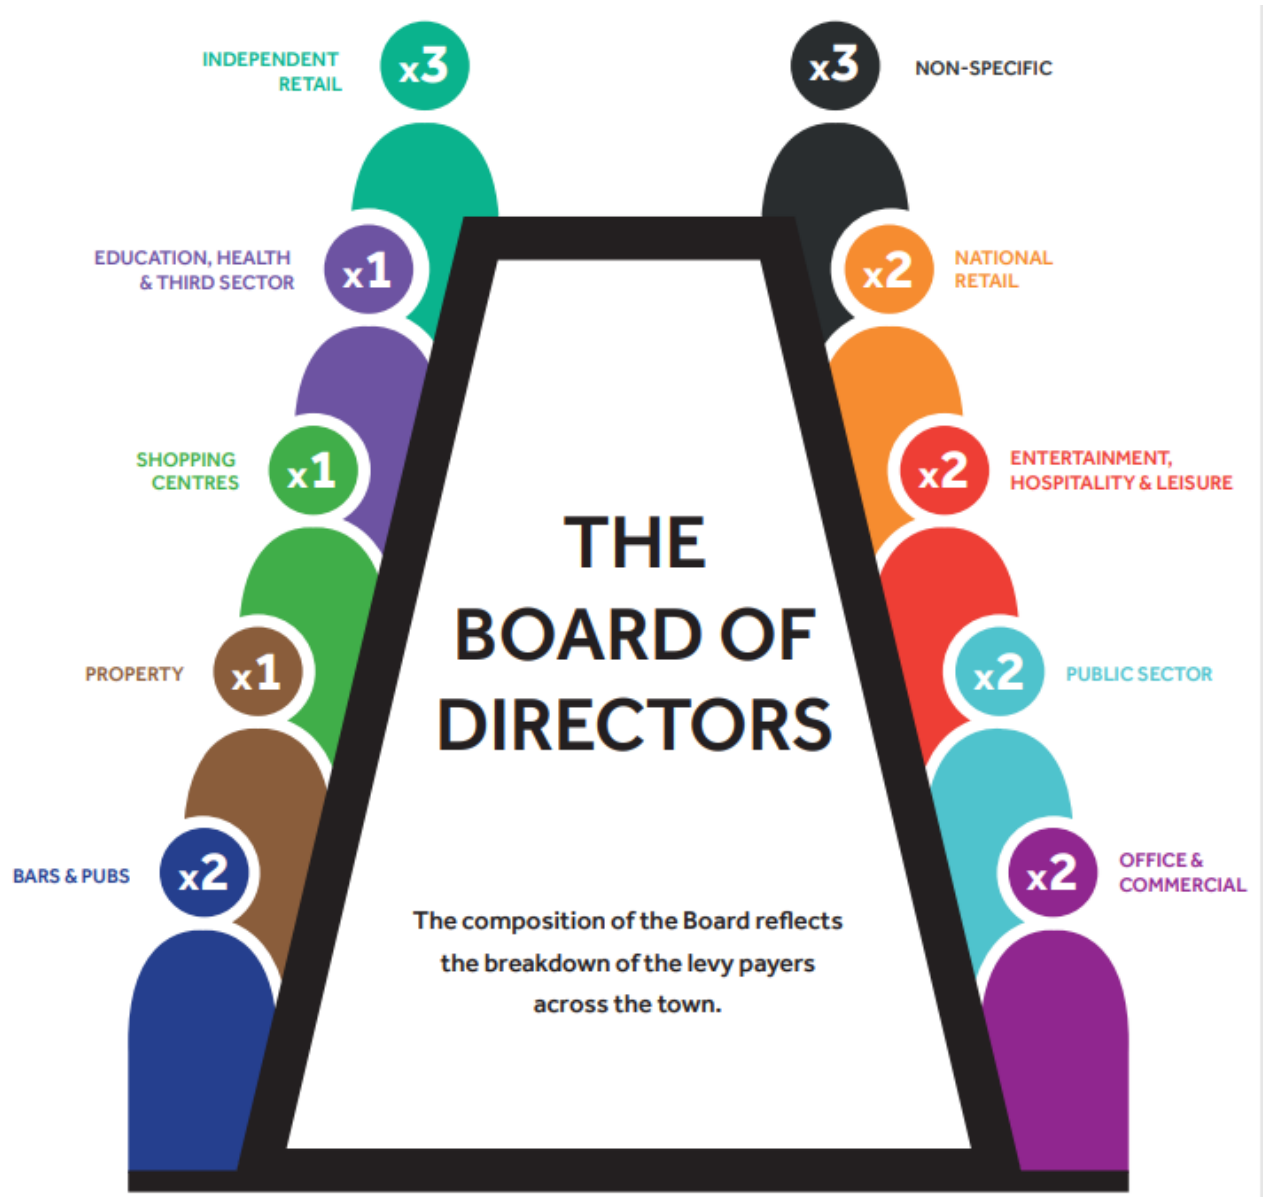 INDEPENDENT
RETAIL
x3
x3
NON-SPECIFIC
EDUCATION, HEALTH
& THIRD SECTOR
x1
x2
NATIONAL
RETAIL
SHOPPING
CENTRES
x1
x2
ENTERTAINMENT,
HOSPITALITY & LEISURE
PROPERTY
x1
x2
PUBLIC SECTOR
BARS & PUBS
x2
x2
OFFICE &
COMMERCIAL
THE
BOARD OF
DIRECTORS
The composition of the Board reflects
the breakdown of the levy payers
across the town.